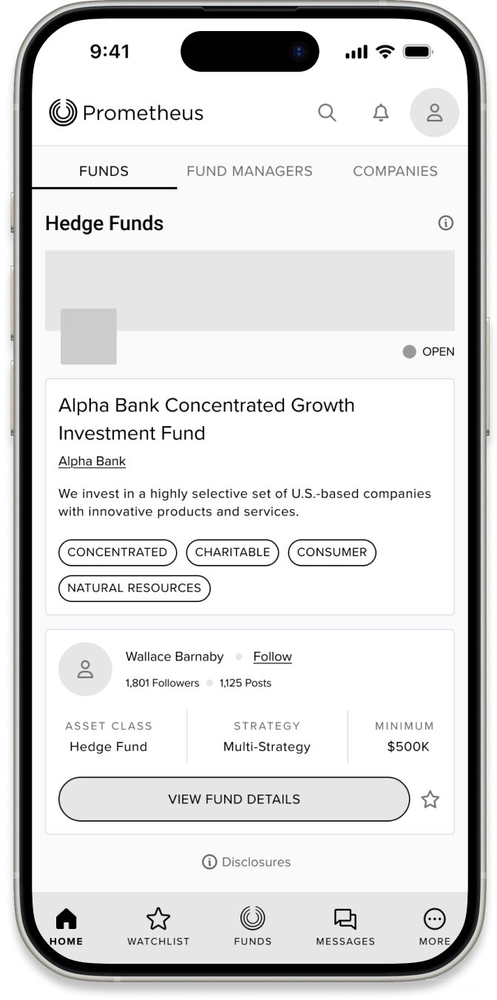 9:41
Prometheus
FUNDS FUND MANAGERS COMPANIES
Hedge Funds
OPEN
Alpha Bank Concentrated Growth
Investment Fund
Alpha Bank
We invest in a highly selective set of U.S.-based companies
with innovative products and services.
CONCENTRATED CHARITABLE CONSUMER
NATURAL RESOURCES
Wallace Barnaby Follow
1,801 Followers 1,125 Posts
ASSET CLASS STRATEGY MINIMUM
Hedge Fund Multi-Strategy $500K
VIEW FUND DETAILS
Disclosures
HOME WATCHLIST FUNDS MESSAGES MORE